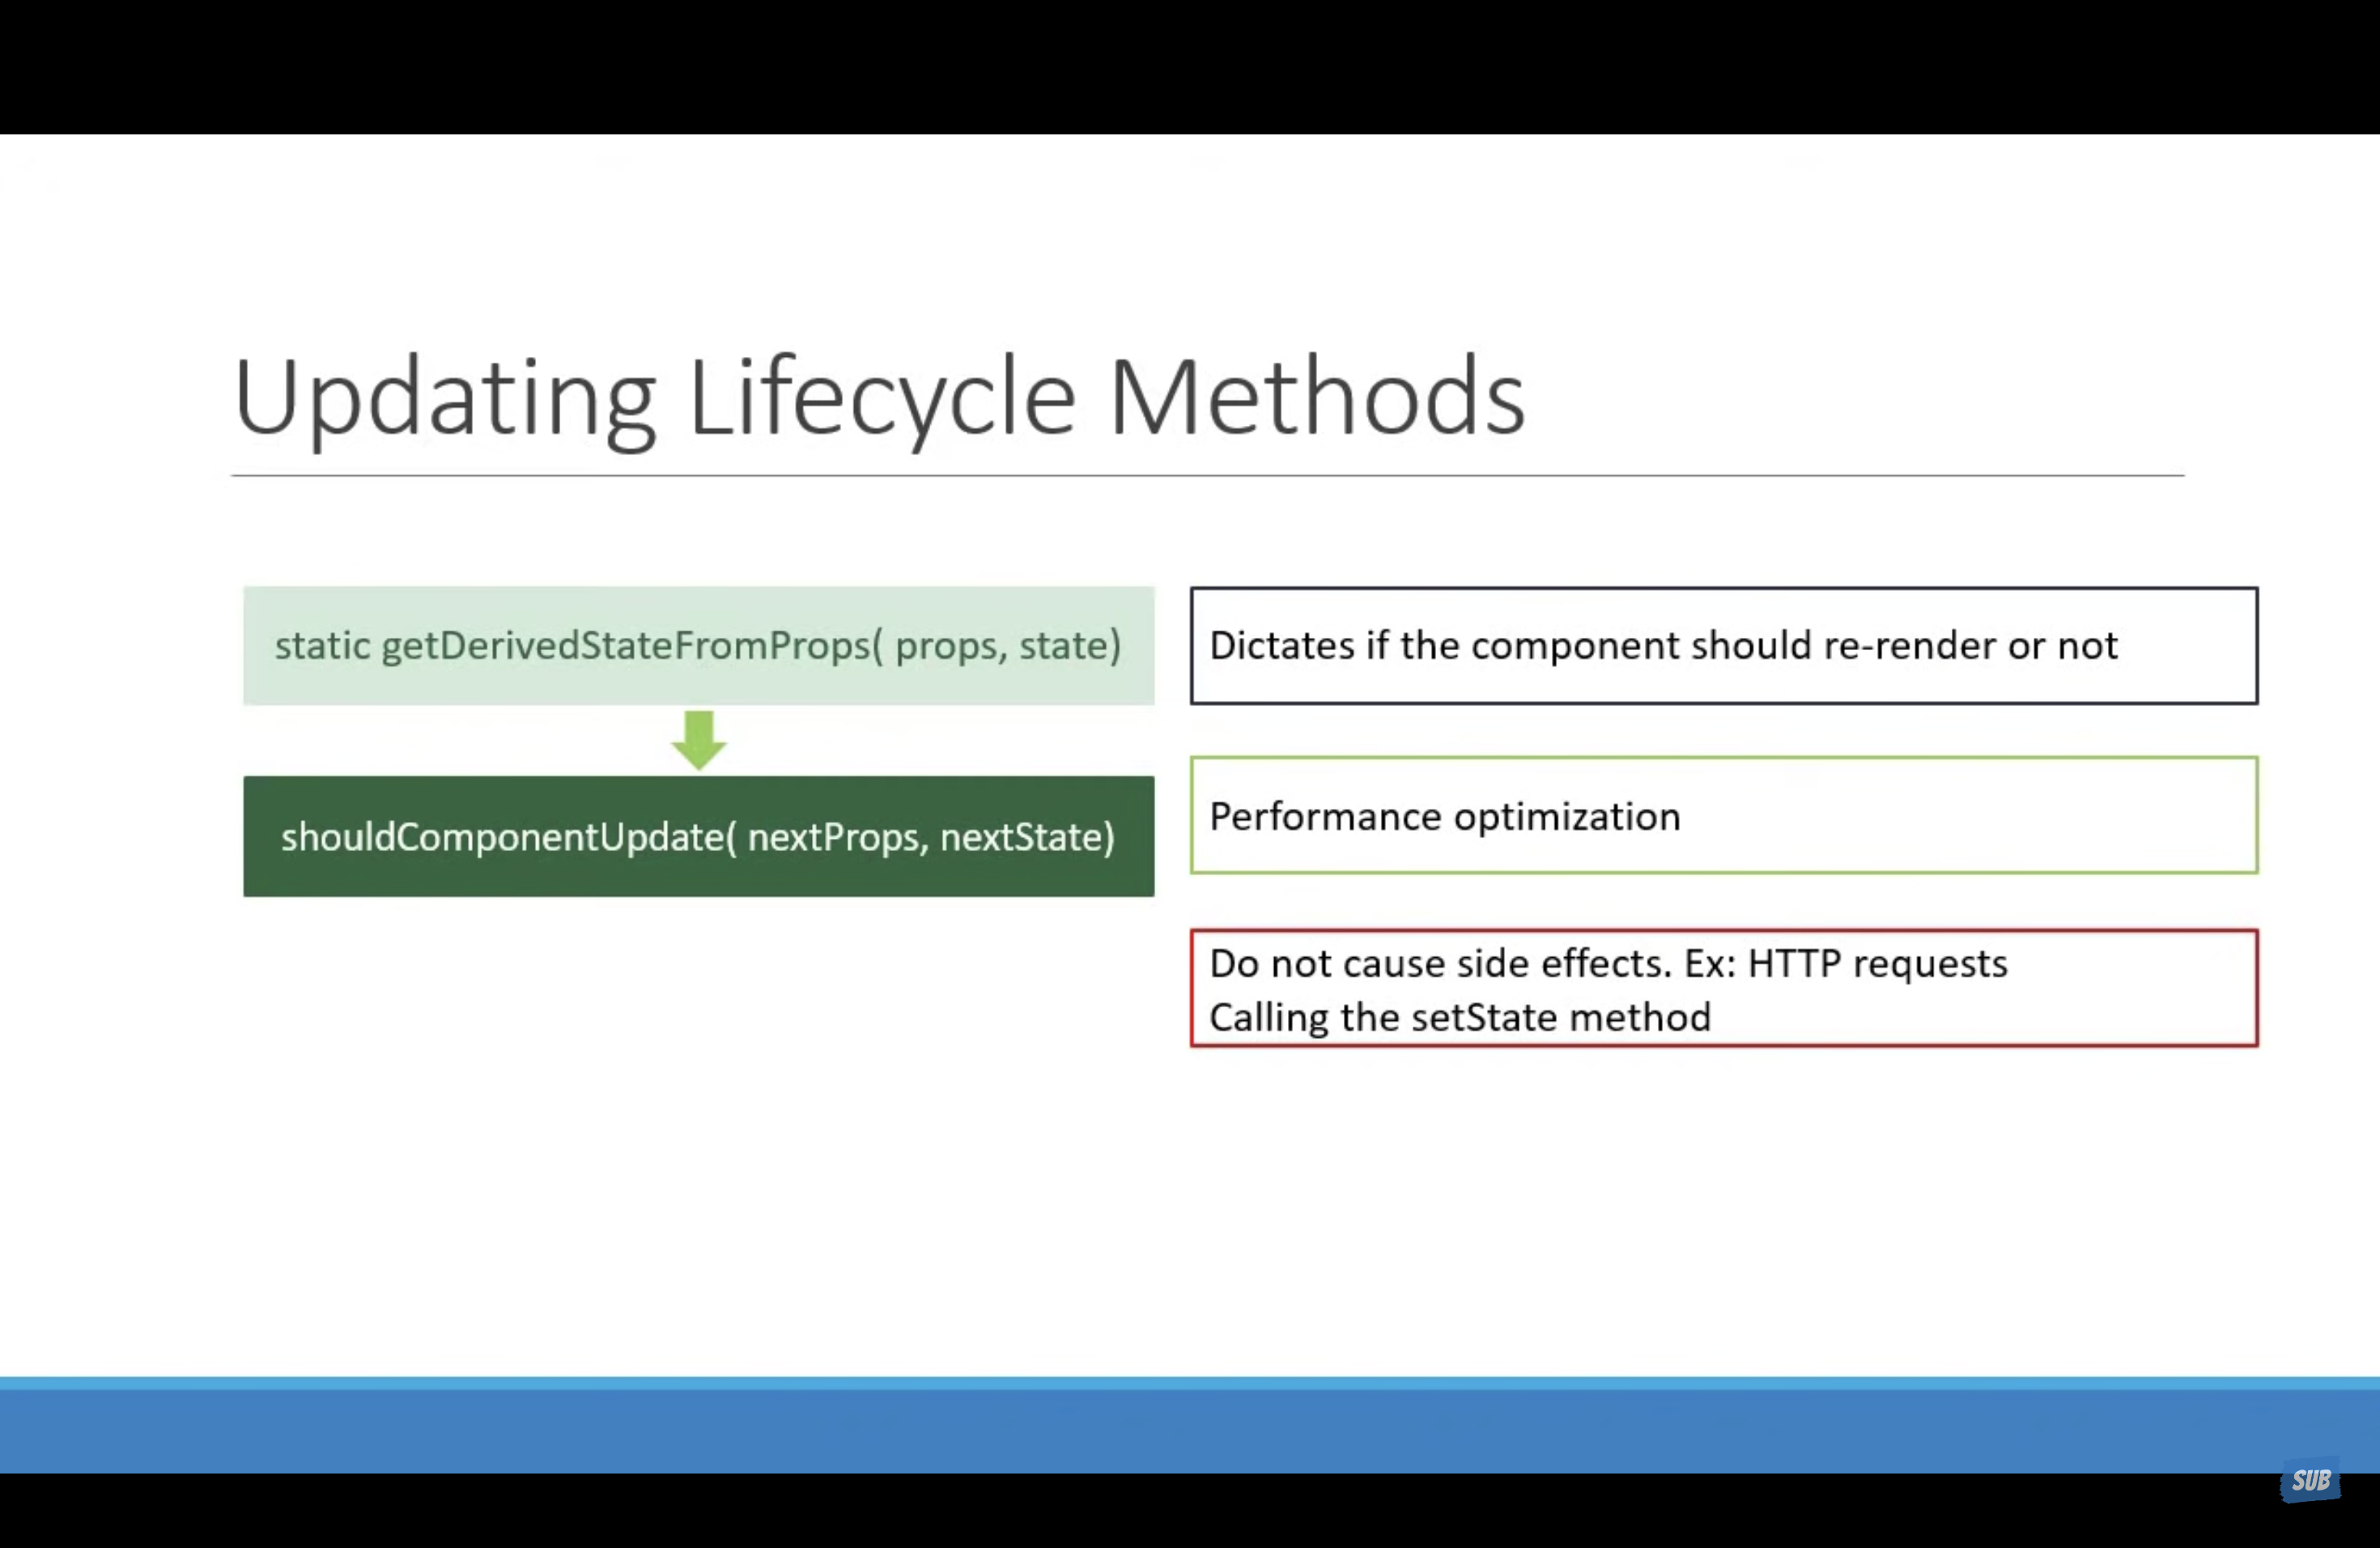 Updating Lifecycle Methods
static getDerivedStateFromProps( props, state)
shouldComponentUpdate( nextProps, nextState)
Dictates if the component should re-render or not
Performance optimization
Do not cause side effects. Ex: HTTP requests
Calling the setState method
SUB